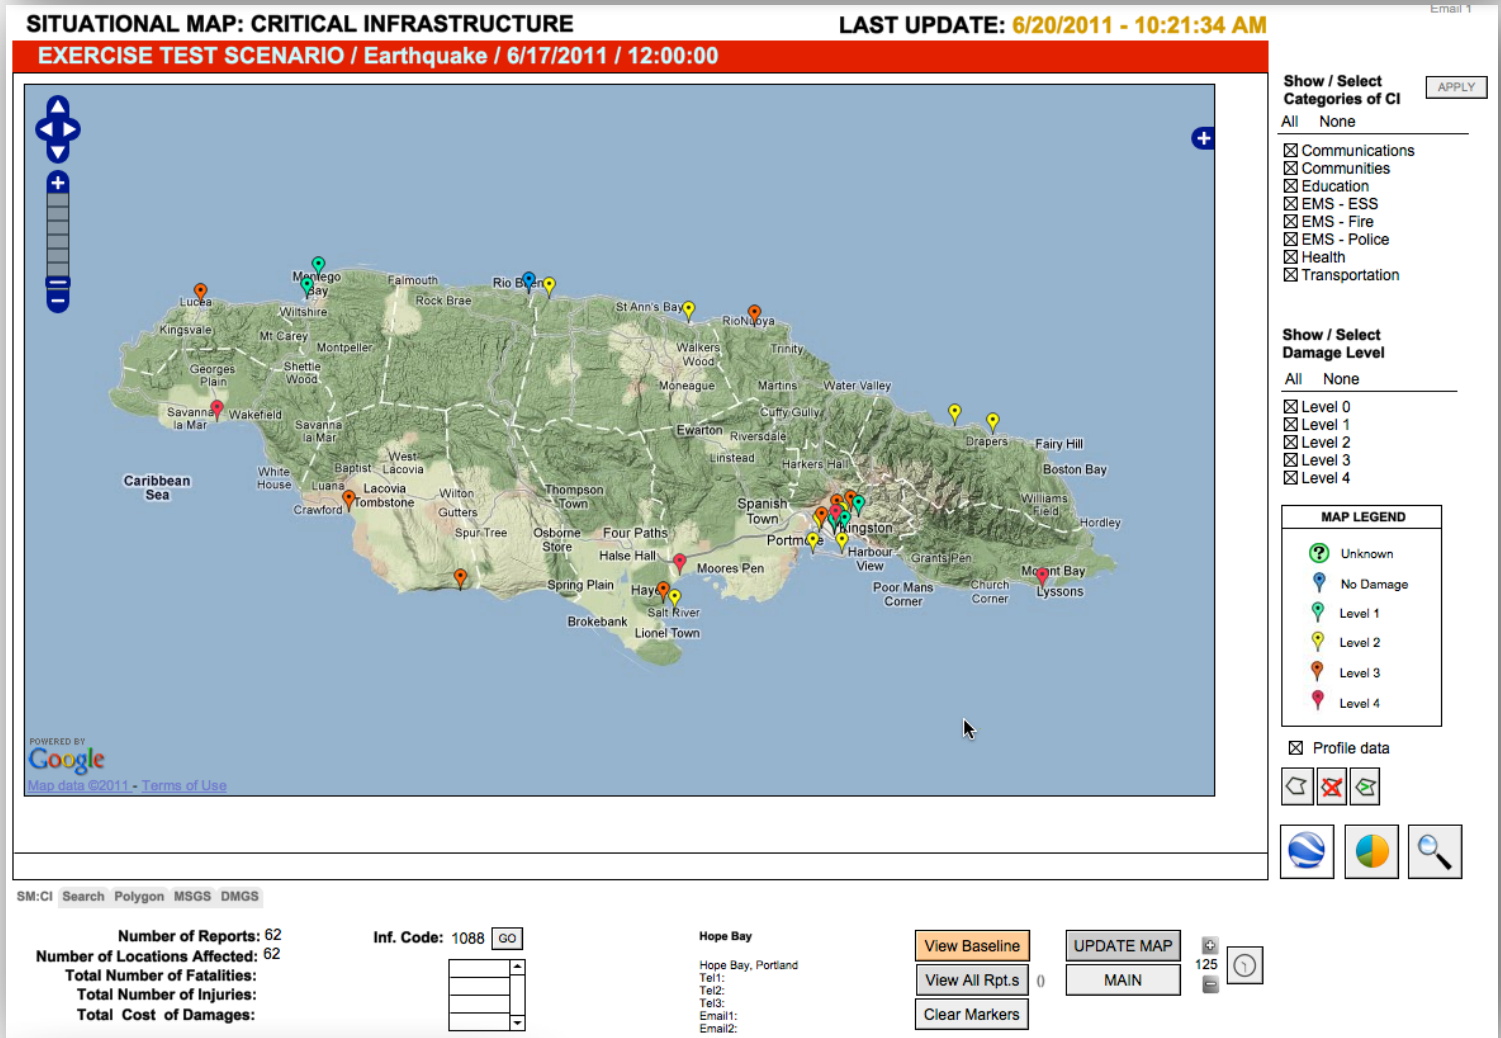 Email 1
SITUATIONAL MAP: CRITICAL INFRASTRUCTURE
LAST UPDATE: 6/20/2011 - 10:21:34 AM
EXERCISE TEST SCENARIO / Earthquake / 6/17/2011 / 12:00:00
Show / Select
Categories of CI
APPLY
All None
Communications
Communities
Education
EMS - ESS
EMS - Fire
EMS - Police
Health
Transportation
Show / Select
Damage Level
All None
Level 0
Level 1
Level 2
Level 3
Level 4
MAP LEGEND
Unknown
No Damage
Level 1
Level 2
Level 3
Level 4
Profile data
Montego
Bay
Falmouth
Rio Bueno
Lucea
Rock Brae
Wiltshire
St Ann's Bay
RioNuoya
Kingsvale
Mt Carey
Montpeller
Walkers
Wood
Trinity
Georges
Plain
Shettle
Wood
Moneague
Martins
Water Valley
Savanna
la Mar
Wakefield
Savanna
la Mar
Cuffy Gully
Ewarton
Riversdale
Drapers
Fairy Hill
Linstead
Harkers Hall
Boston Bay
White
House
Baptist
West
Lacovia
Caribbean
Sea
Luana
Lacovia
Tombstone
Crawford
Wilton
Gutters
Thompson
Town
Spanish
Town
Williams
Field
Hordley
Spur Tree
Osborne
Store
Four Paths
Kingston
Portmore
Halse Hall
Moores Pen
Harbour
View
Grants Pen
Mount Bay
Spring Plain
Hayes
Poor Mans
Corner
Church
Corner
Lyssons
Salt River
Brokebank
Lionel Town
POWERED BY
Google
Map data ©2011 - Terms of Use
SM:CI Search Polygon MSGS DMGS
Number of Reports: 62
Number of Locations Affected: 62
Total Number of Fatalities:
Total Number of Injuries:
Total Cost of Damages:
Inf. Code: 1088 GO
Hope Bay
Hope Bay, Portland
Tel1:
Tel2:
Tel3:
Email1:
Email2:
View Baseline
View All Rpt.s ()
Clear Markers
UPDATE MAP
MAIN
125